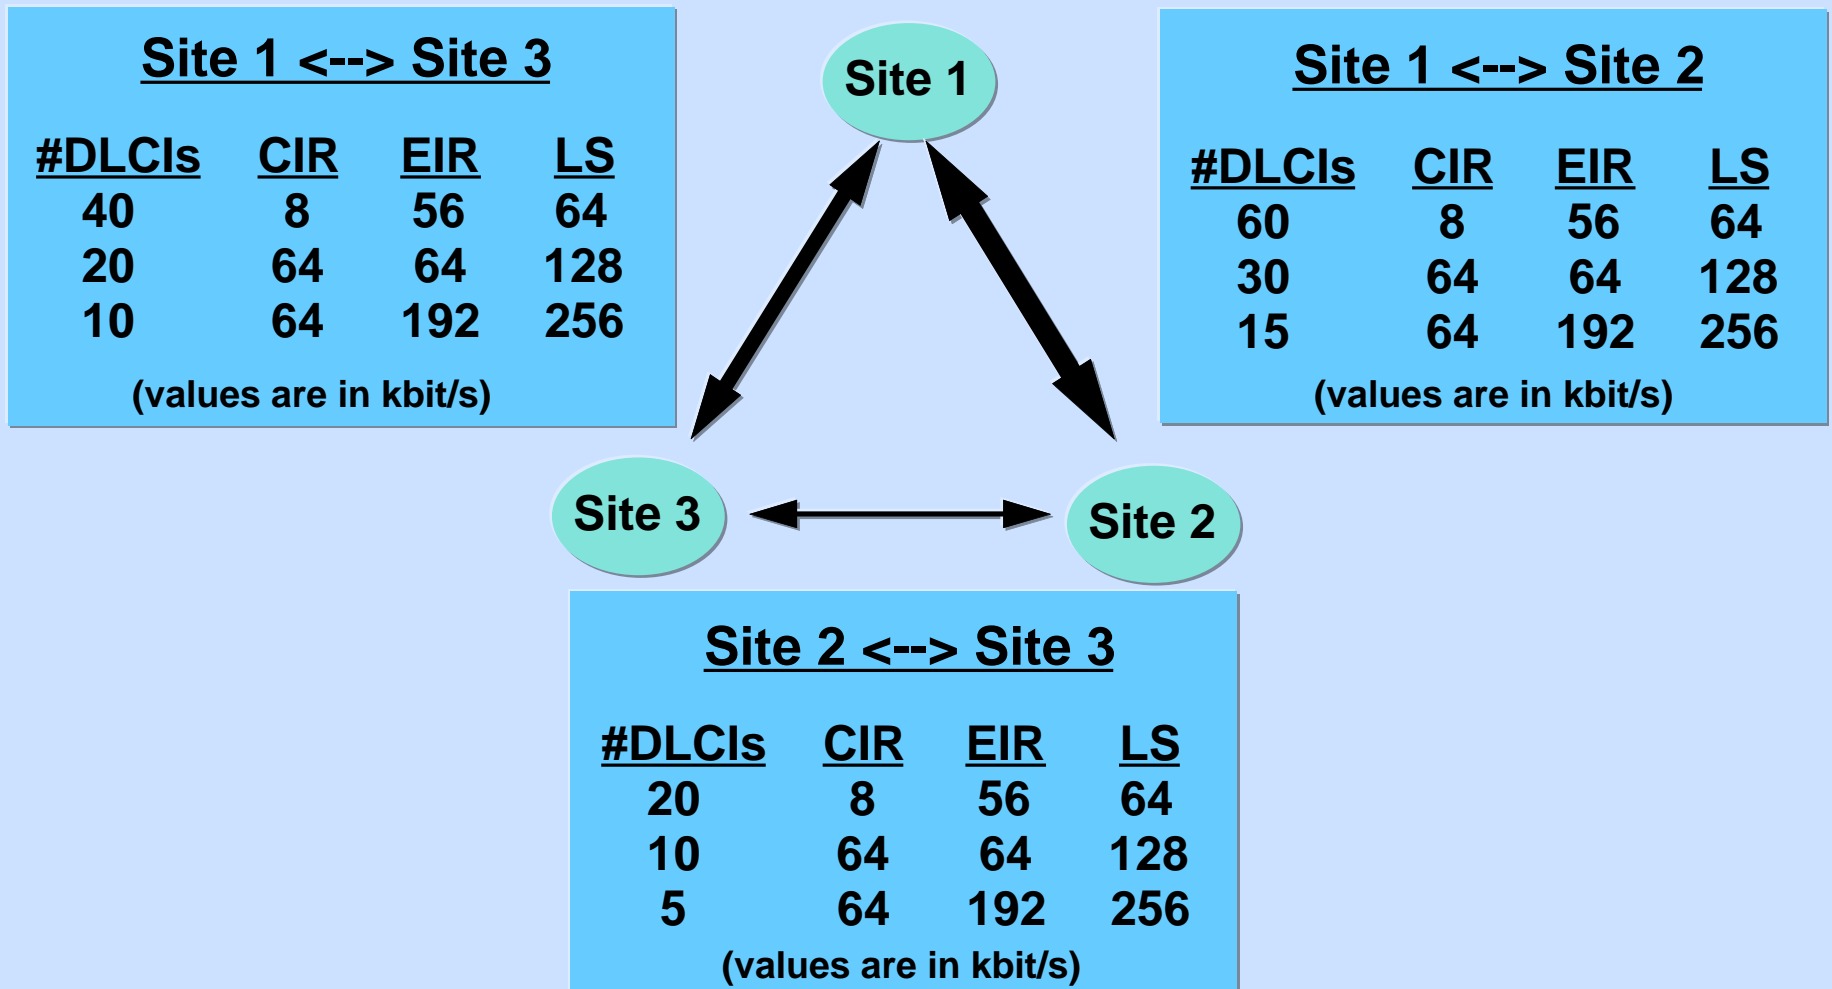 Site 1 <--> Site 3
#DLCIs CIR EIR LS
40 8 56 64
20 64 64 128
10 64 192 256
(values are in kbit/s)
Site 1
Site 1 <--> Site 2
#DLCIs CIR EIR LS
60 8 56 64
30 64 64 128
15 64 192 256
(values are in kbit/s)
Site 3
Site 2
Site 2 <--> Site 3
#DLCIs CIR EIR LS
20 8 56 64
10 64 64 128
5 64 192 256
(values are in kbit/s)